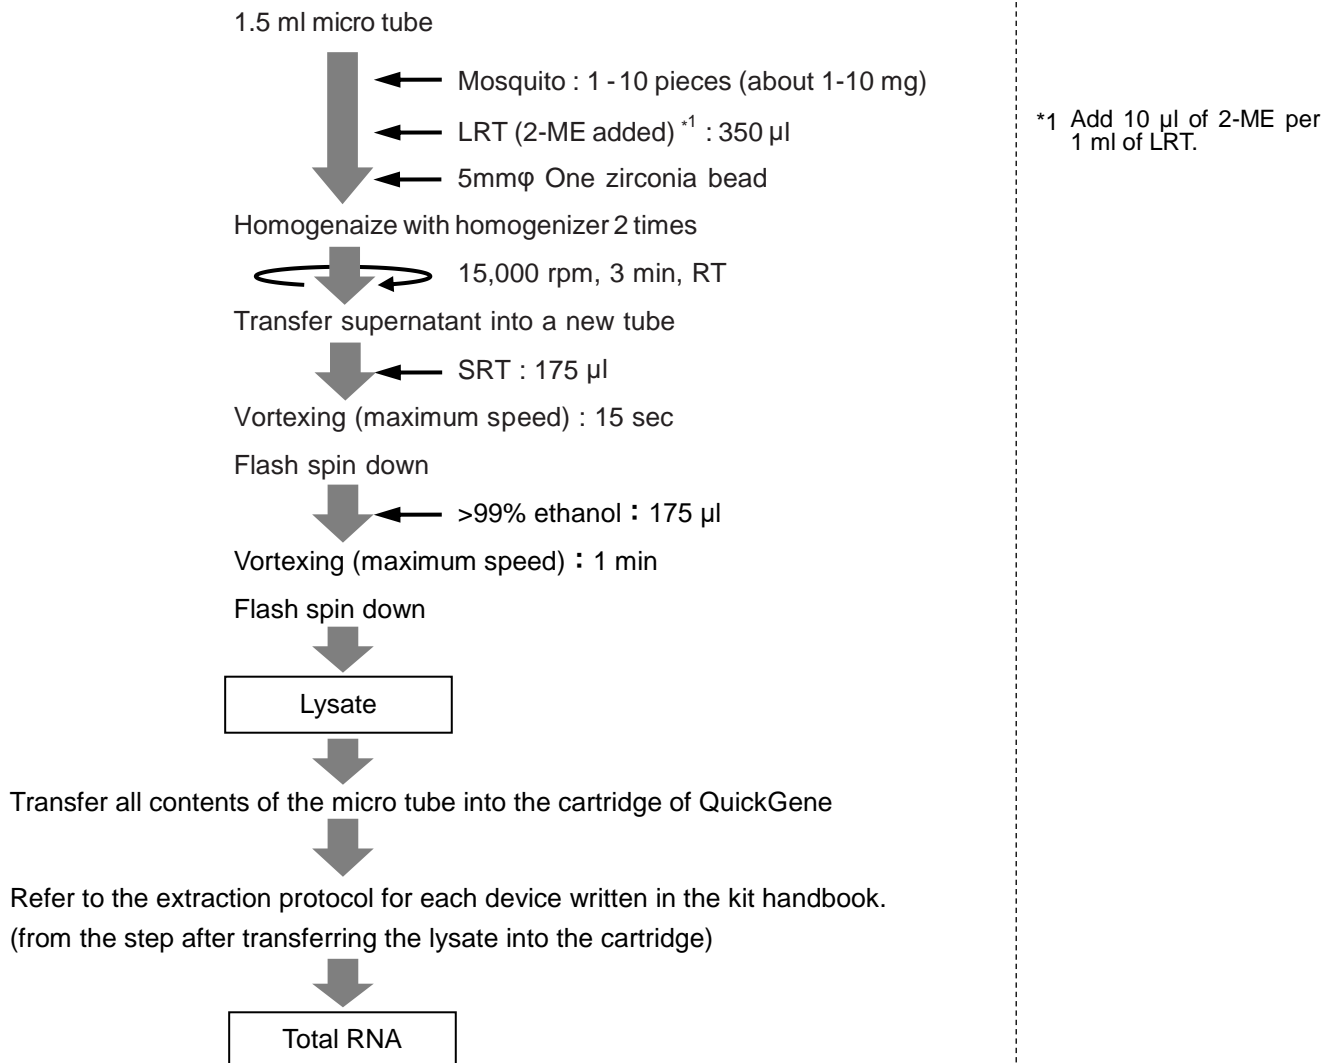 1.5 ml micro tube
Mosquito : 1 - 10 pieces (about 1-10 mg)
LRT (2-ME added) *1 : 350 µl
5mmφ One zirconia bead
Homogenaize with homogenizer 2 times
15,000 rpm, 3 min, RT
Transfer supernatant into a new tube
SRT : 175 µl
Vortexing (maximum speed) : 15 sec
Flash spin down
>99% ethanol：175 µl
Vortexing (maximum speed)：1 min
Flash spin down
Lysate
Transfer all contents of the micro tube into the cartridge of QuickGene
Refer to the extraction protocol for each device written in the kit handbook.
(from the step after transferring the lysate into the cartridge)
Total RNA
*1 Add 10 µl of 2-ME per
1 ml of LRT.